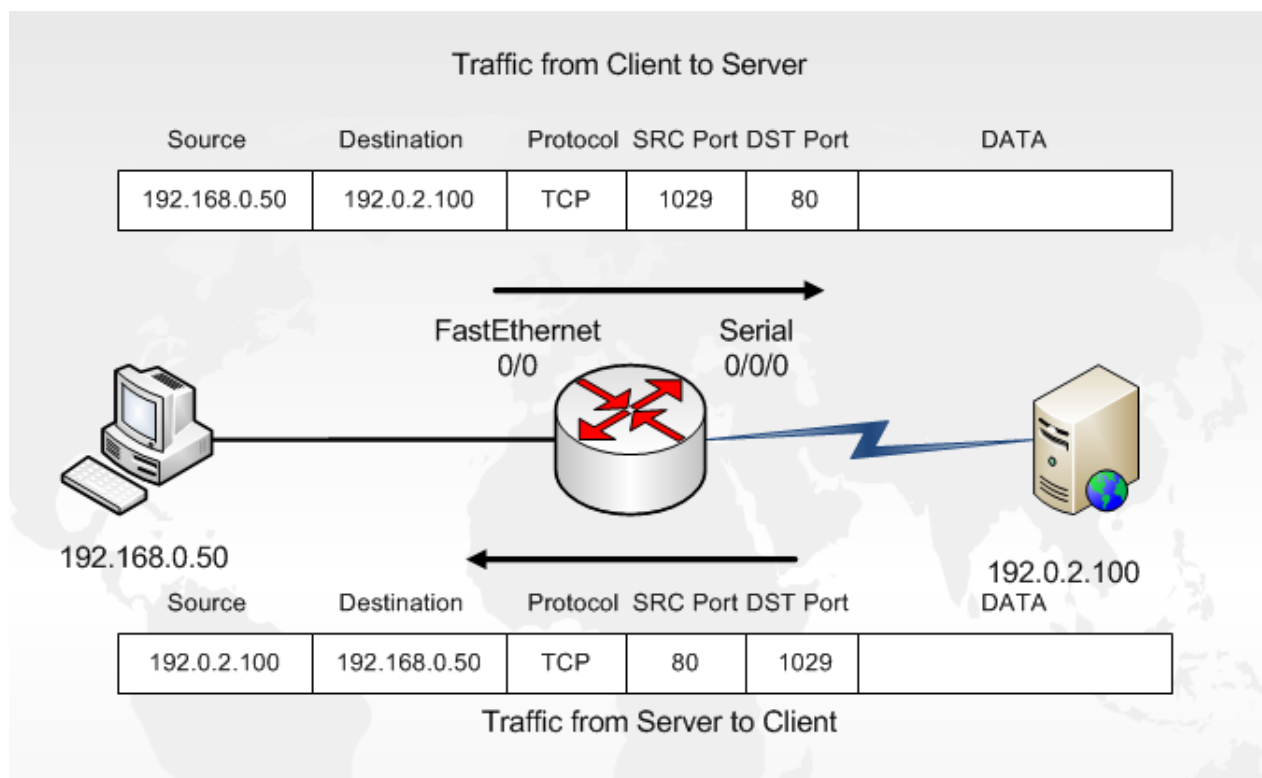 Traffic from Client to Server
Source Destination Protocol SRC Port DST Port DATA
192.168.0.50 192.0.2.100 TCP 1029 80
FastEthernet
0/0
Serial
0/0/0
192.168.0.50
192.0.2.100
Source Destination Protocol SRC Port DST Port DATA
192.0.2.100 192.168.0.50 TCP 80 1029
Traffic from Server to Client